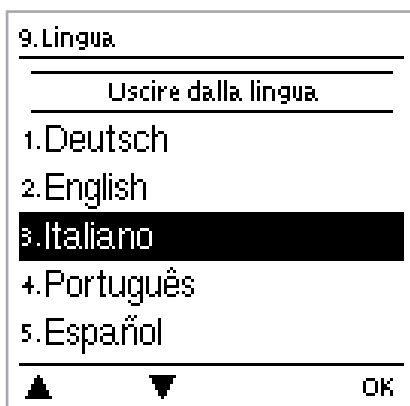 9.Lingua
Uscire dalla lingua
1.Deutsch
2.English
3.Italiano
4.Português
5.Español
OK